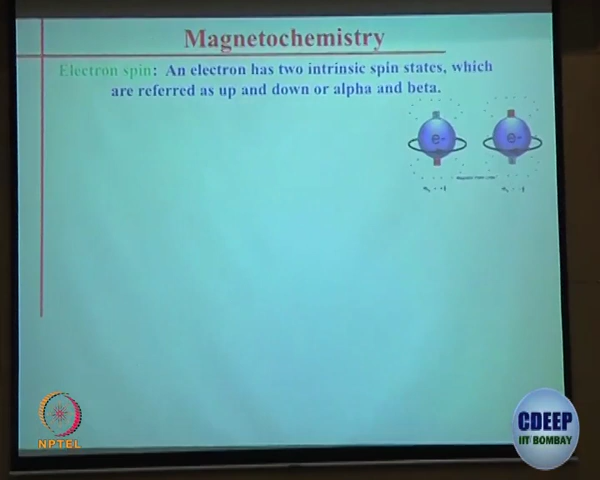 Magnetochemistry
Electron spin: An electron has two intrinsic spin states, which
are referred as up and down or alpha and beta.
e- e-
NPTEL
CDEEP
IIT BOMBAY